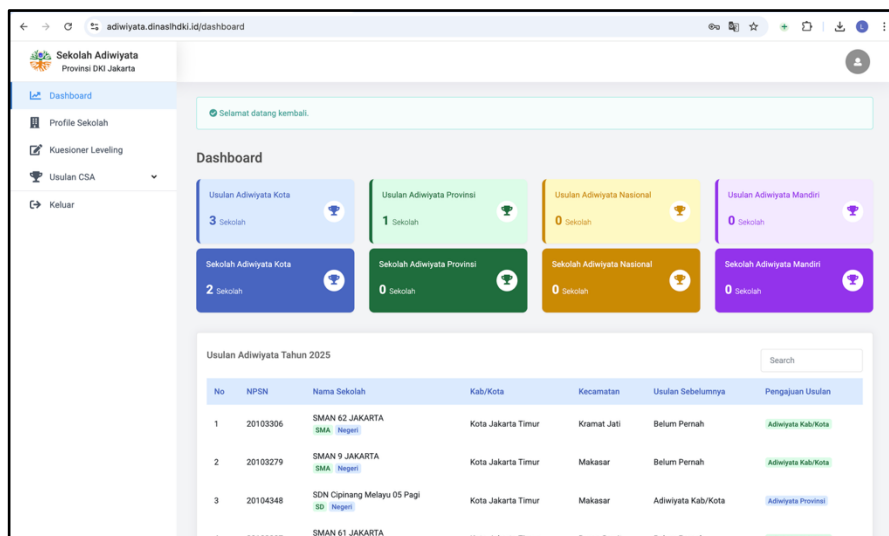 adiwiyata.dinaslhdki.id/dashboard
L
Sekolah Adiwiyata
Provinsi DKI Jakarta
Dashboard
Profile Sekolah
Kuesioner Leveling
Usulan CSA
Keluar
Selamat datang kembali.
Dashboard
Usulan Adiwiyata Kota
3 Sekolah
Usulan Adiwiyata Provinsi
1 Sekolah
Usulan Adiwiyata Nasional
0 Sekolah
Usulan Adiwiyata Mandiri
0 Sekolah
Sekolah Adiwiyata Kota
2 Sekolah
Sekolah Adiwiyata Provinsi
0 Sekolah
Sekolah Adiwiyata Nasional
0 Sekolah
Sekolah Adiwiyata Mandiri
0 Sekolah
Usulan Adiwiyata Tahun 2025
Search
No NPSN Nama Sekolah Kab/Kota Kecamatan Usulan Sebelumnya Pengajuan Usulan
1 20103306 SMAN 62 JAKARTA Kota Jakarta Timur Kramat Jati Belum Pernah Adiwiyata Kab/Kota
SMA Negeri
2 20103279 SMAN 9 JAKARTA Kota Jakarta Timur Makasar Belum Pernah Adiwiyata Kab/Kota
SMA Negeri
3 20104348 SDN Cipinang Melayu 05 Pagi Kota Jakarta Timur Makasar Adiwiyata Kab/Kota Adiwiyata Provinsi
SD Negeri
SMAN 61 JAKARTA